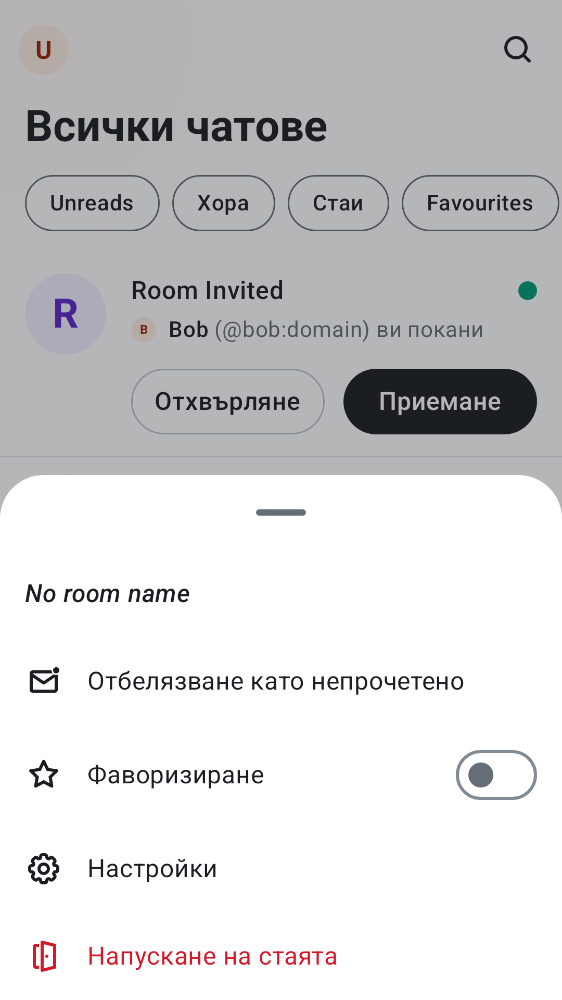 U
Всички чатове
Unreads Хора Стаи Favourites
R
Room Invited
B Bob (@bob:domain) ви покани
Отхвърляне Приемане
No room name
Отбелязване като непрочетено
Фаворизиране
Настройки
Напускане на стаята